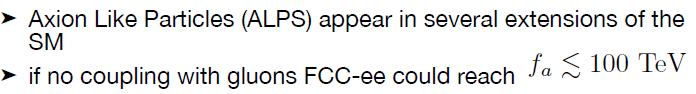 ➤ Axion Like Particles (ALPS) appear in several extensions of the
SM
➤ if no coupling with gluons FCC-ee could reach f_a ≲ 100 TeV